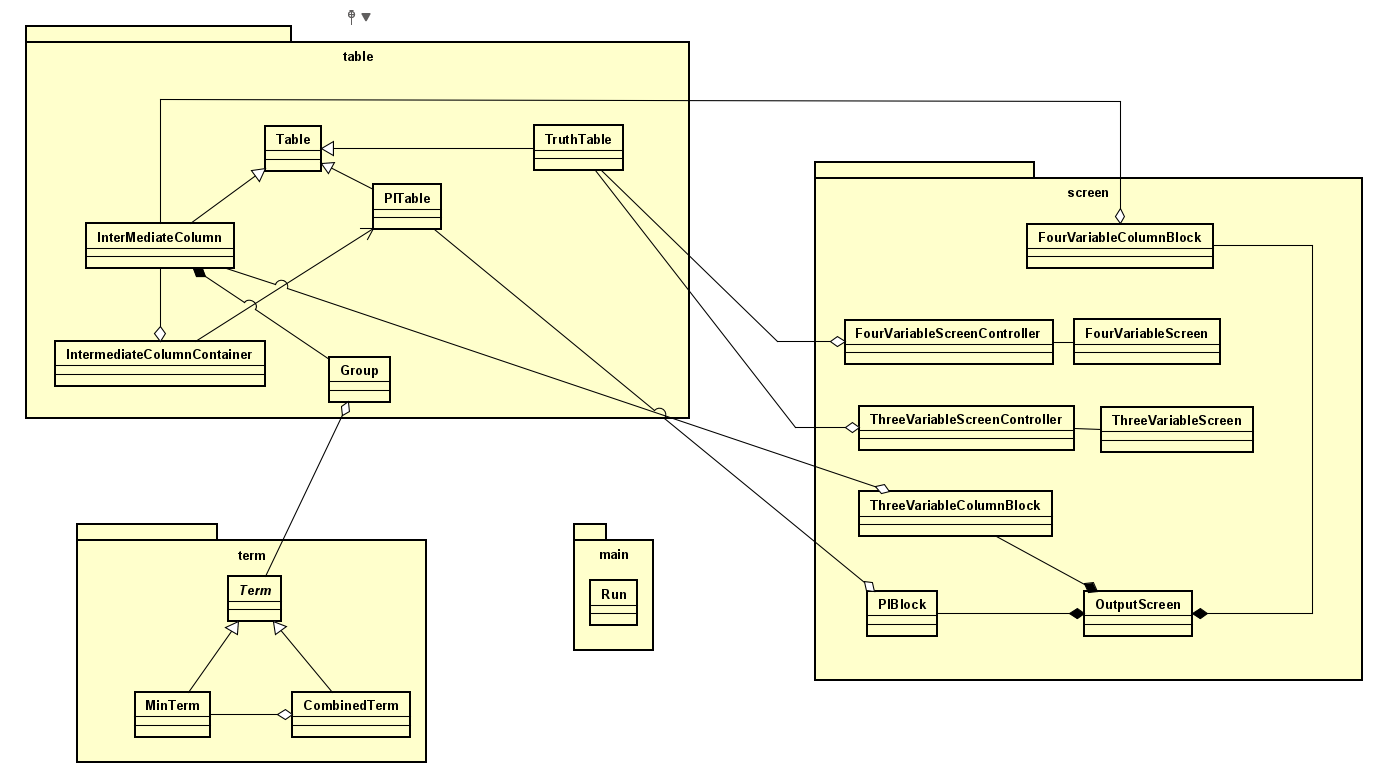 table
Table
TruthTable
PITable
InterMediateColumn
IntermediateColumnContainer
Group
screen
FourVariableColumnBlock
FourVariableScreenController
FourVariableScreen
ThreeVariableScreenController
ThreeVariableScreen
ThreeVariableColumnBlock
PIBlock
OutputScreen
term
Term
MinTerm
CombinedTerm
main
Run